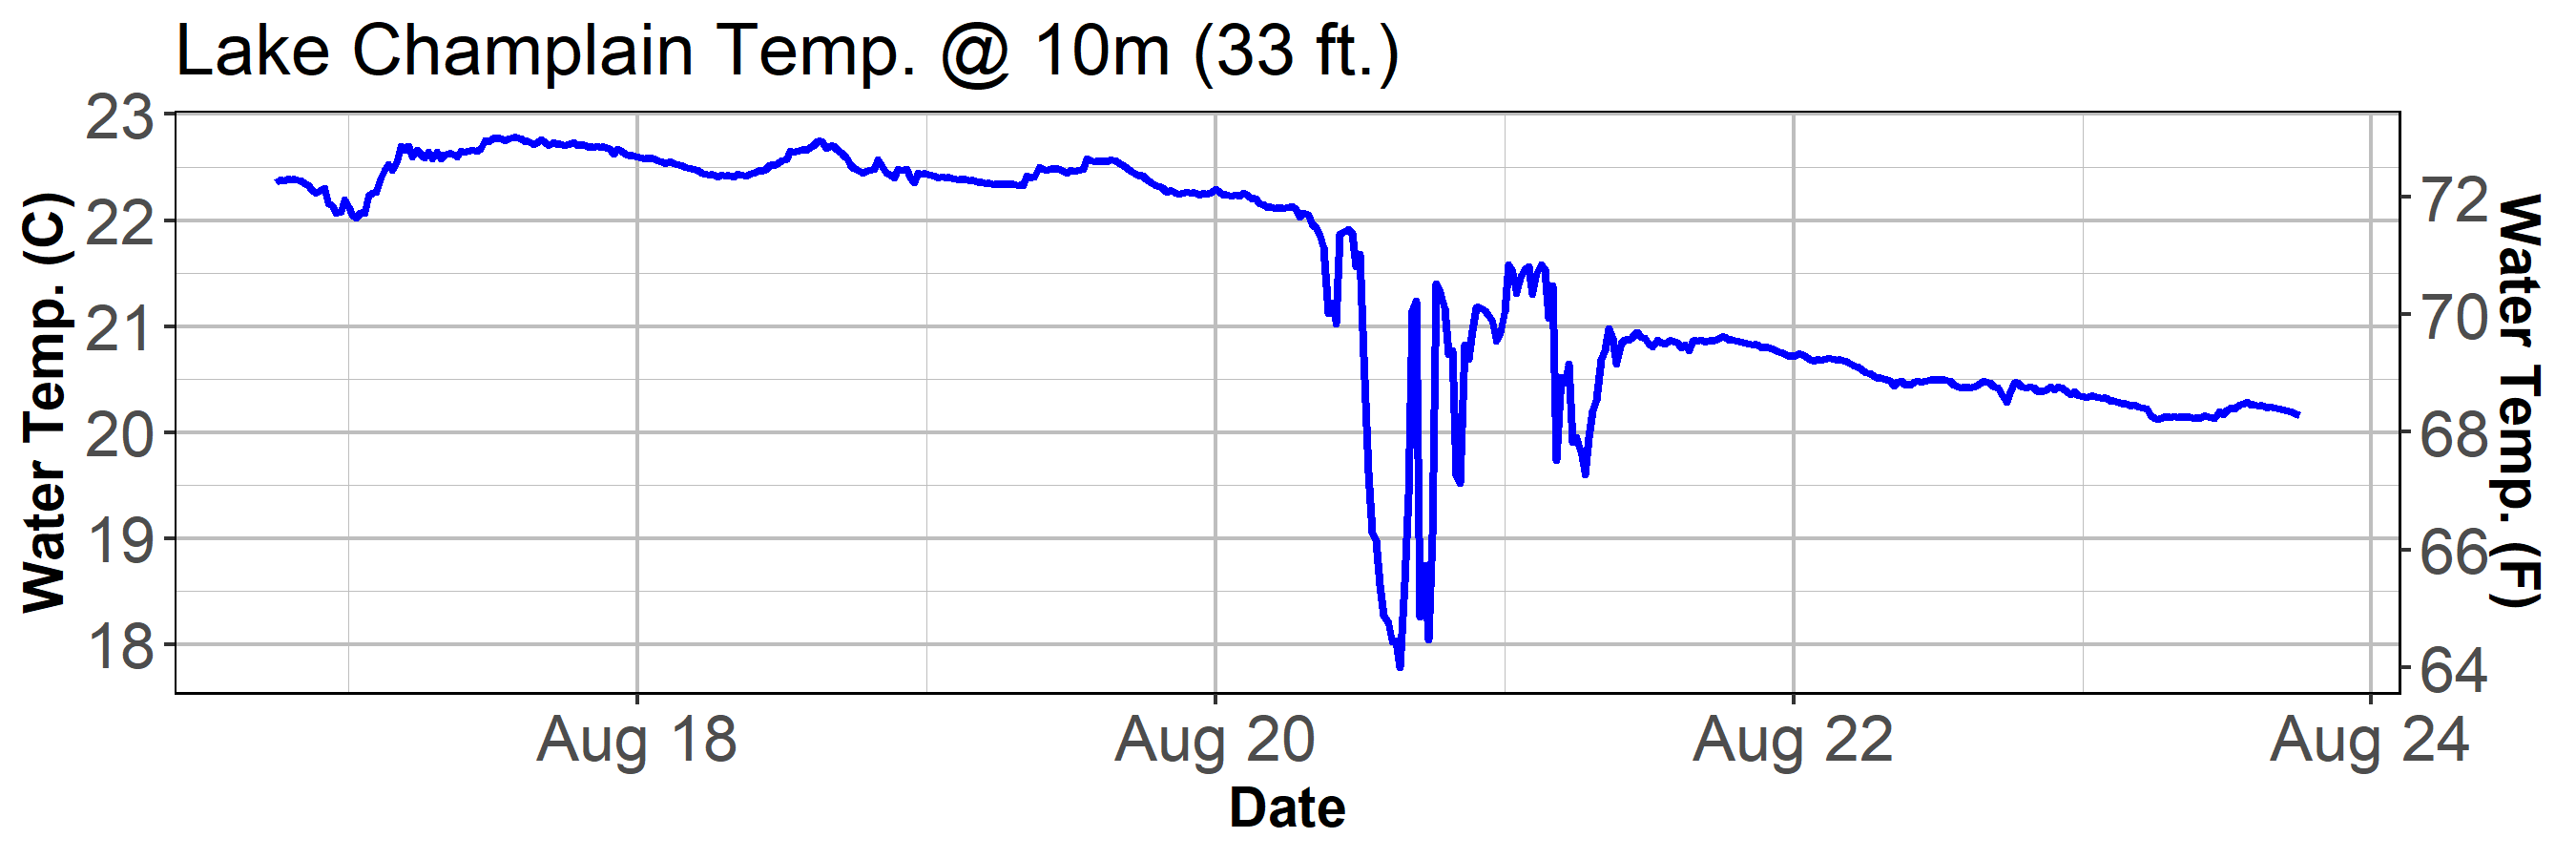 Lake Champlain Temp. @ 10m (33 ft.)
23
22
21
20
19
18
Water Temp. (C)
72
70
68
66
64
Water Temp. (F)
Aug 18 Aug 20 Aug 22 Aug 24
Date